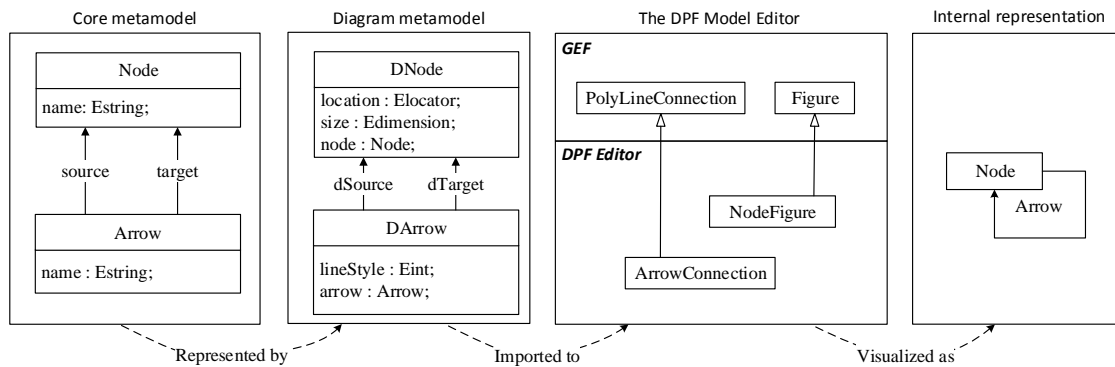 Core metamodel
Node
name: Estring;
source
target
Arrow
name : Estring;
Diagram metamodel
DNode
location : Elocator;
size : Edimension;
node : Node;
dSource
dTarget
DArrow
lineStyle : Eint;
arrow : Arrow;
The DPF Model Editor
GEF
PolyLineConnection
Figure
DPF Editor
NodeFigure
ArrowConnection
Internal representation
Node
Arrow
Represented by
Imported to
Visualized as